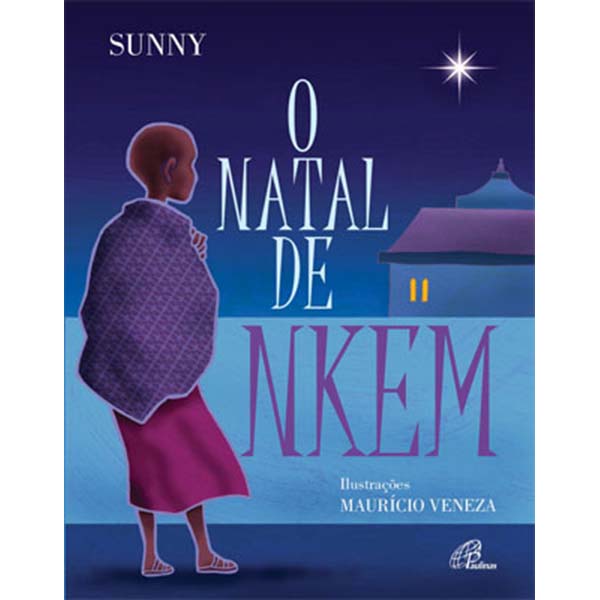 SUNNY
O
NATAL
DE
NKEM
Ilustrações
MAURÍCIO VENEZA
Paulinas